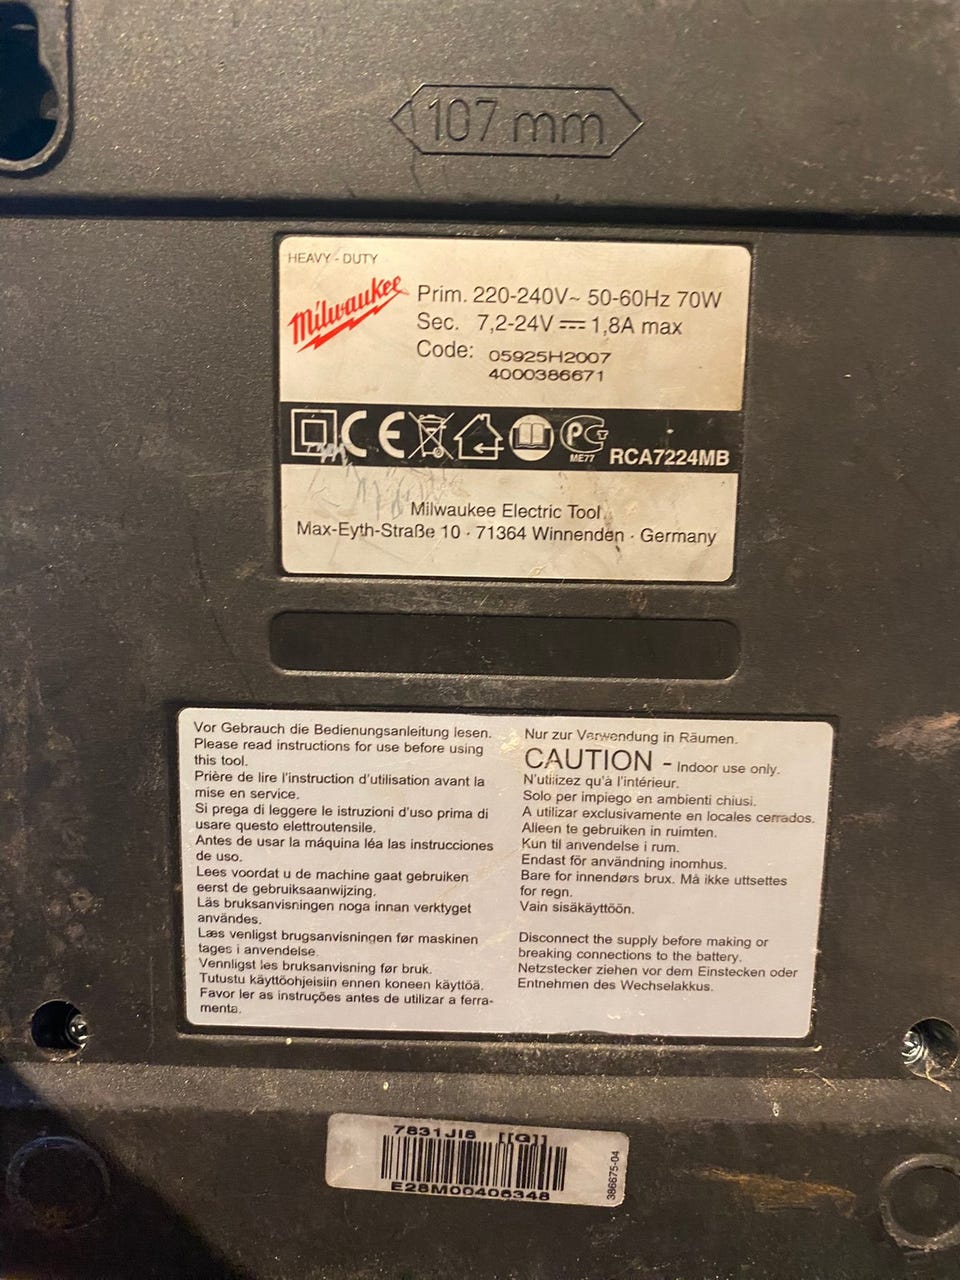 107 mm
HEAVY - DUTY
Milwaukee
Prim. 220-240V~ 50-60Hz 70W
Sec. 7,2-24V⎓1,8A max
Code: 05925H2007
4000386671
CE
PG
ME77
RCA7224MB
Milwaukee Electric Tool
Max-Eyth-Straße 10 · 71364 Winnenden · Germany
Vor Gebrauch die Bedienungsanleitung lesen.
Please read instructions for use before using
this tool.
Prière de lire l'instruction d'utilisation avant la
mise en service.
Si prega di leggere le istruzioni d'uso prima di
usare questo elettroutensile.
Antes de usar la máquina léa las instrucciones
de uso.
Lees voordat u de machine gaat gebruiken
eerst de gebruiksaanwijzing.
Läs bruksanvisningen noga innan verktyget
användes.
Læs venligst brugsanvisningen før maskinen
tages i anvendelse.
Vennligst les bruksanvisning før bruk.
Tutustu käyttöohjeisiin ennen koneen käyttöä.
Favor ler as instruções antes de utilizar a ferra-
menta.
Nur zur Verwendung in Räumen.
CAUTION - Indoor use only.
N'utilizez qu'à l'intérieur.
Solo per impiego en ambienti chiusi.
A utilizar exclusivamente en locales cerrados.
Alleen te gebruiken in ruimten.
Kun til anvendelse i rum.
Endast för användning inomhus.
Bare for innendørs brux. Må ikke uttsettes
for regn.
Vain sisäkäyttöön.
Disconnect the supply before making or
breaking connections to the battery.
Netzstecker ziehen vor dem Einstecken oder
Entnehmen des Wechselakkus.
7831JI8 [[G]]
E28M00406348
386675-04